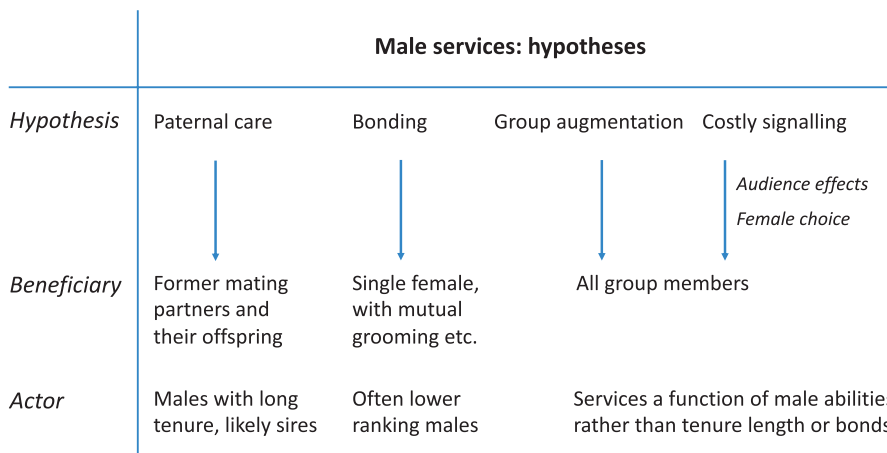 Male services: hypotheses
Hypothesis Paternal care Bonding Group augmentation Costly signalling
Audience effects
Female choice
Beneficiary Former mating Single female, All group members
partners and with mutual
their offspring grooming etc.
Actor Males with long Often lower Services a function of male abilities
tenure, likely sires ranking males rather than tenure length or bonds